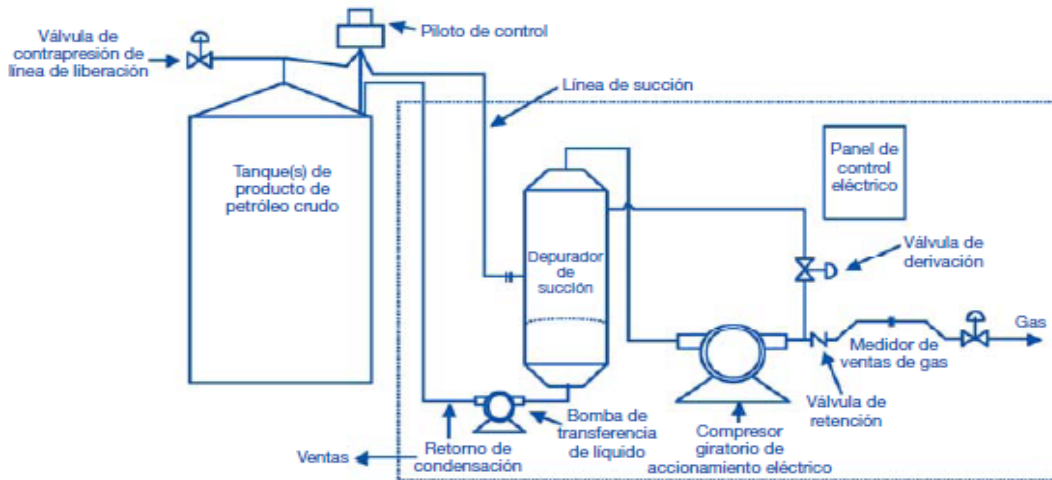 Válvula de
contrapresión de
línea de liberación
Piloto de control
Línea de succión
Tanque(s) de
producto de
petróleo crudo
Panel de
control
eléctrico
Depurador
de
succión
Válvula de
derivación
Gas
Medidor de
ventas de gas
Válvula de
retención
Bomba de
transferencia
de líquido
Compresor
giratorio de
accionamiento eléctrico
Retorno de
condensación
Ventas